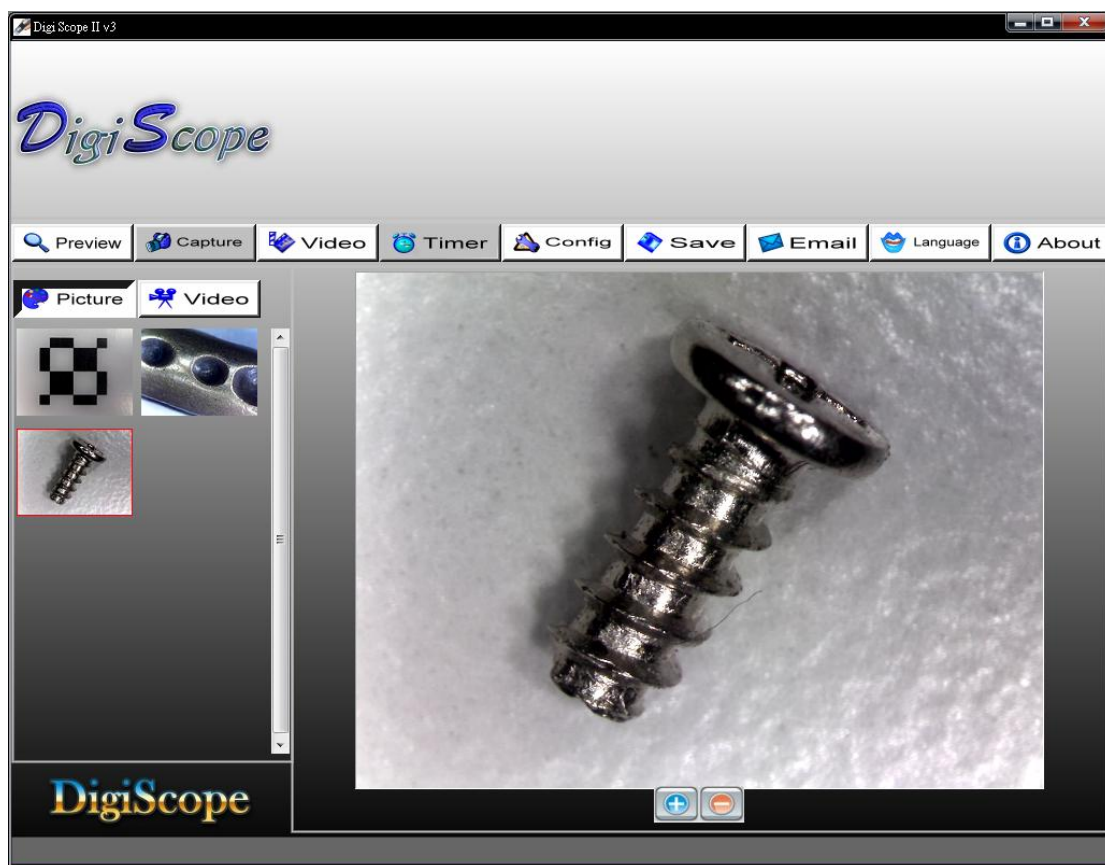 Digi Scope II v3
DigiScope
Preview Capture Video Timer Config Save Email Language About
Picture Video
DigiScope